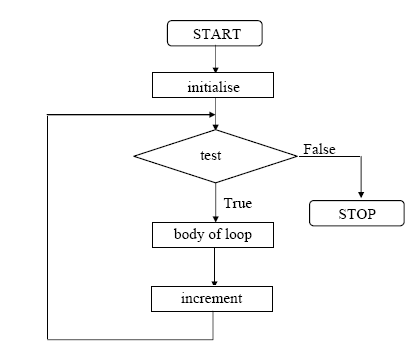 START
initialise
test
False
True
STOP
body of loop
increment